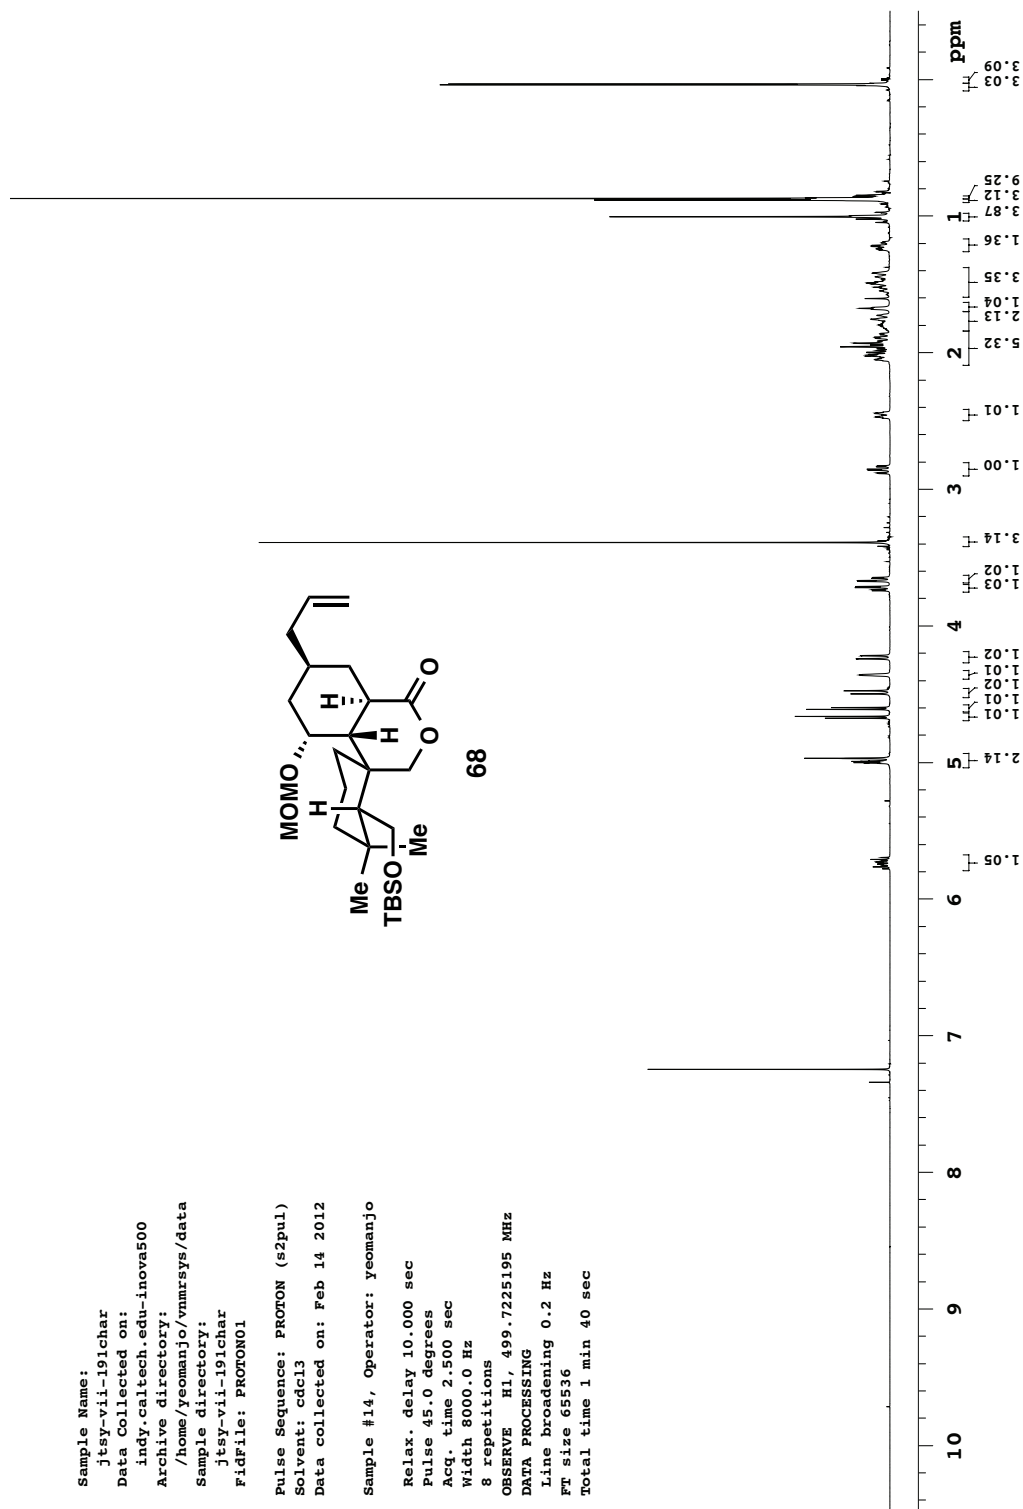 Sample Name:
jtsy-vii-191char
Data Collected on:
indy.caltech.edu-inova500
Archive directory:
/home/yeomanjo/vnmrsys/data
Sample directory:
jtsy-vii-191char
FidFile: PROTON01
Pulse Sequence: PROTON (s2pul)
Solvent: cdcl3
Data collected on: Feb 14 2012
Sample #14, Operator: yeomanjo
Relax. delay 10.000 sec
Pulse 45.0 degrees
Acq. time 2.500 sec
Width 8000.0 Hz
8 repetitions
OBSERVE H1, 499.7225195 MHz
DATA PROCESSING
Line broadening 0.2 Hz
FT size 65536
Total time 1 min 40 sec
MOMO
H
H
H
Me
TBSO
Me
O
O
68
10 9 8 7 6 5 4 3 2 1 ppm
1.05
2.14
1.01
1.01
1.02
1.01
1.02
1.03
1.02
3.14
1.00
1.01
5.32
2.13
1.04
3.35
1.36
3.87
3.12
9.25
3.03
3.09